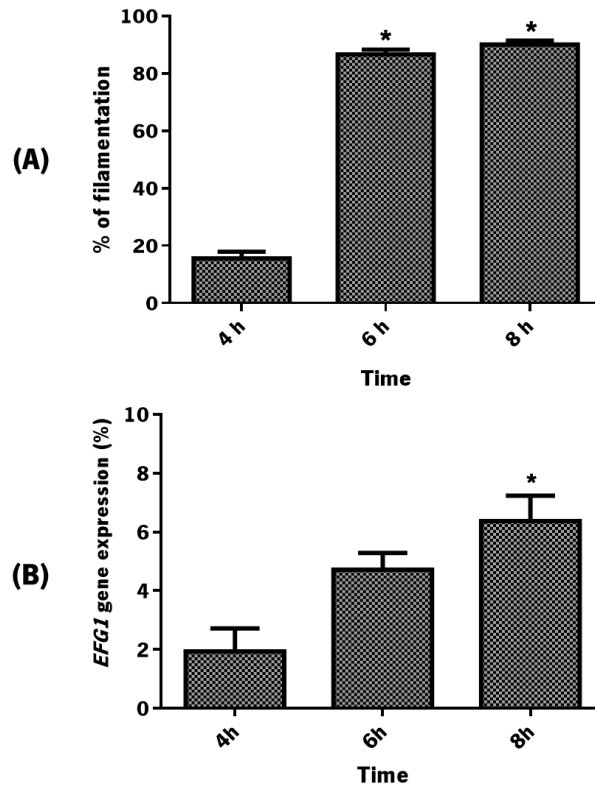 (A)
% of filamentation
100
80
60
40
20
0
*
*
4 h
6 h
8 h
Time
(B)
EFG1 gene expression (%)
10
8
6
4
2
0
*
4h
6h
8h
Time